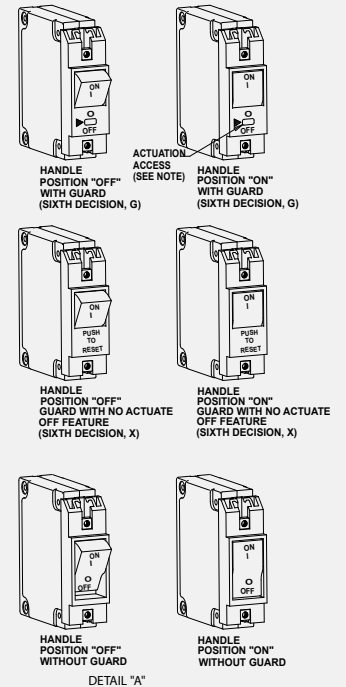 ON
I
O
OFF
ON
I
O
OFF
ACTUATION
ACCESS
(SEE NOTE)
HANDLE
POSITION "OFF"
WITH GUARD
(SIXTH DECISION, G)
HANDLE
POSITION "ON"
WITH GUARD
(SIXTH DECISION, G)
ON
I
PUSH
TO
RESET
ON
I
PUSH
TO
RESET
HANDLE
POSITION "OFF"
GUARD WITH NO ACTUATE
OFF FEATURE
(SIXTH DECISION, X)
HANDLE
POSITION "ON"
GUARD WITH NO ACTUATE
OFF FEATURE
(SIXTH DECISION, X)
ON
I
O
OFF
ON
I
O
OFF
HANDLE
POSITION "OFF"
WITHOUT GUARD
HANDLE
POSITION "ON"
WITHOUT GUARD
DETAIL "A"